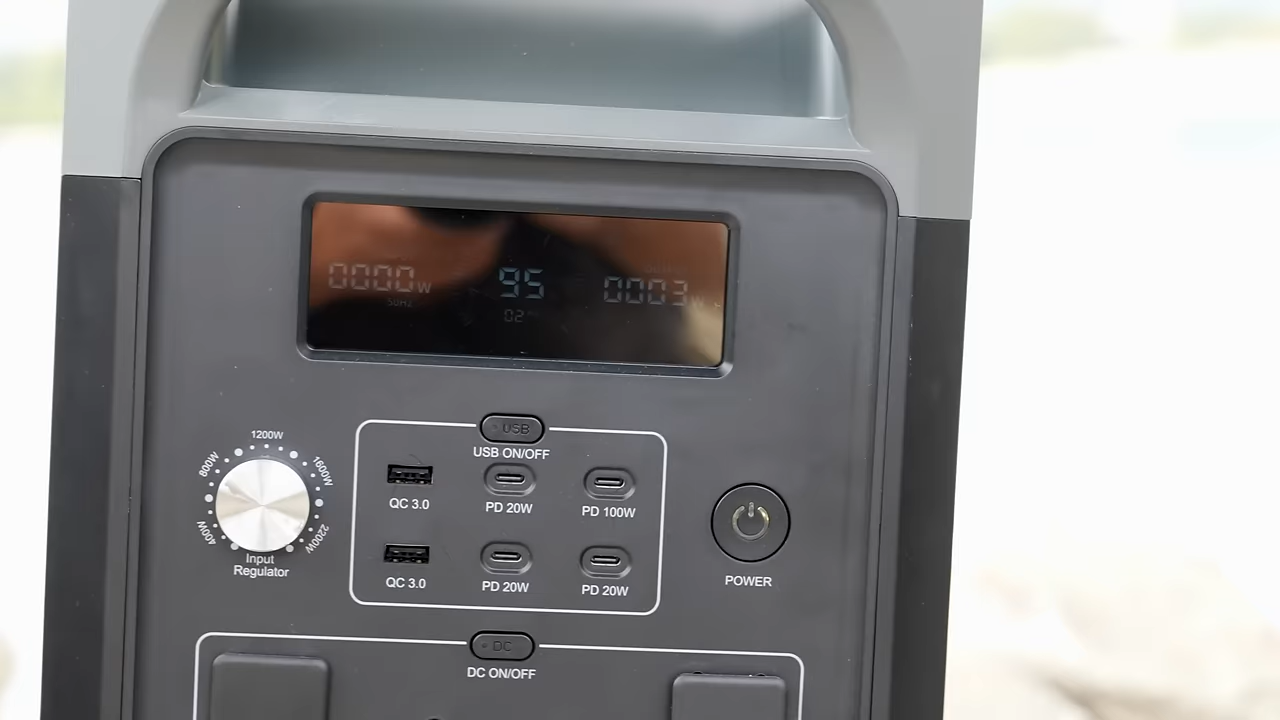 0000W 95 0003W
50HZ
02
USB
USB ON/OFF
400W 800W 1200W 1600W 2200W
QC 3.0 PD 20W PD 100W
Input
Regulator
QC 3.0 PD 20W PD 20W
POWER
DC
DC ON/OFF